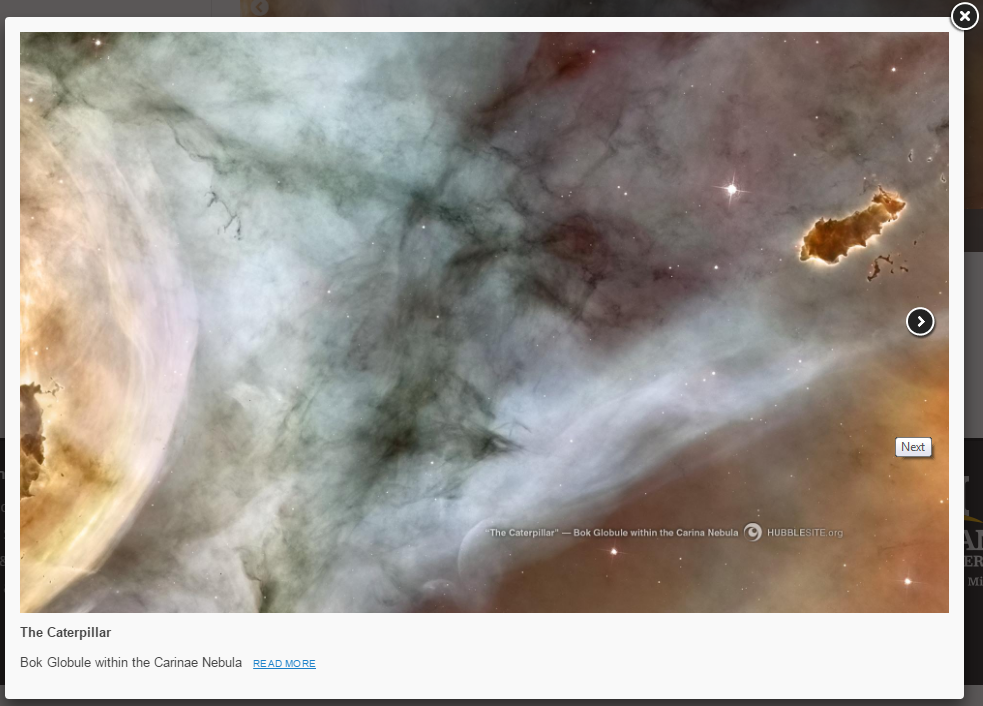 Next
"The Caterpillar" — Bok Globule within the Carina Nebula HUBBLESITE.org
The Caterpillar
Bok Globule within the Carinae Nebula READ MORE